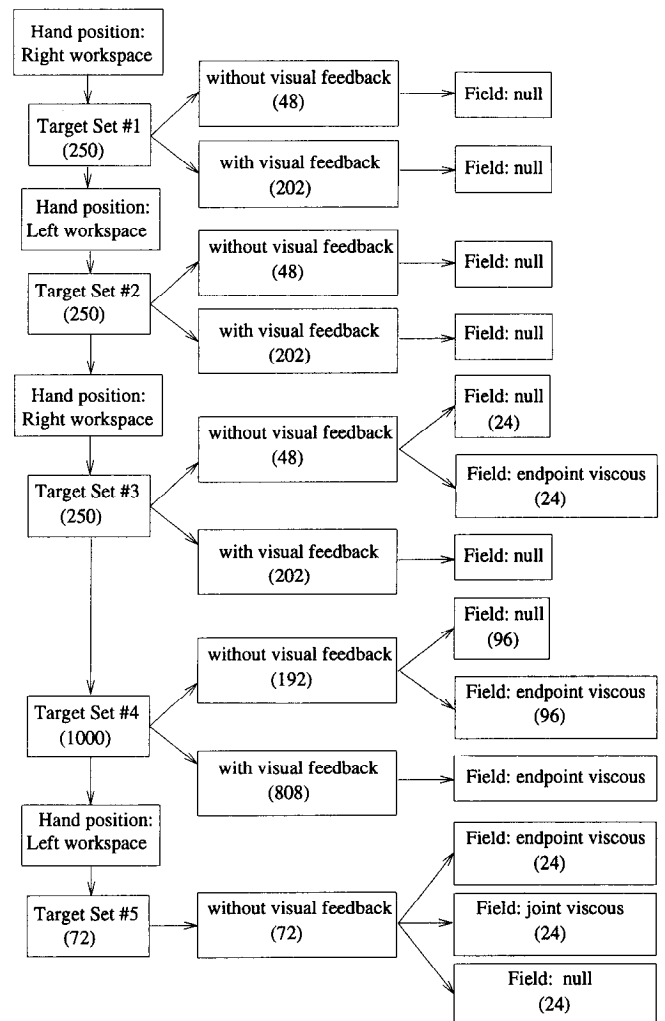 Hand position:
Right workspace
without visual feedback
(48)
Field: null
Target Set #1
(250)
with visual feedback
(202)
Field: null
Hand position:
Left workspace
without visual feedback
(48)
Field: null
Target Set #2
(250)
with visual feedback
(202)
Field: null
Hand position:
Right workspace
without visual feedback
(48)
Field: null
(24)
Field: endpoint viscous
(24)
Target Set #3
(250)
with visual feedback
(202)
Field: null
without visual feedback
(192)
Field: null
(96)
Field: endpoint viscous
(96)
Target Set #4
(1000)
with visual feedback
(808)
Field: endpoint viscous
Hand position:
Left workspace
Target Set #5
(72)
without visual feedback
(72)
Field: endpoint viscous
(24)
Field: joint viscous
(24)
Field: null
(24)